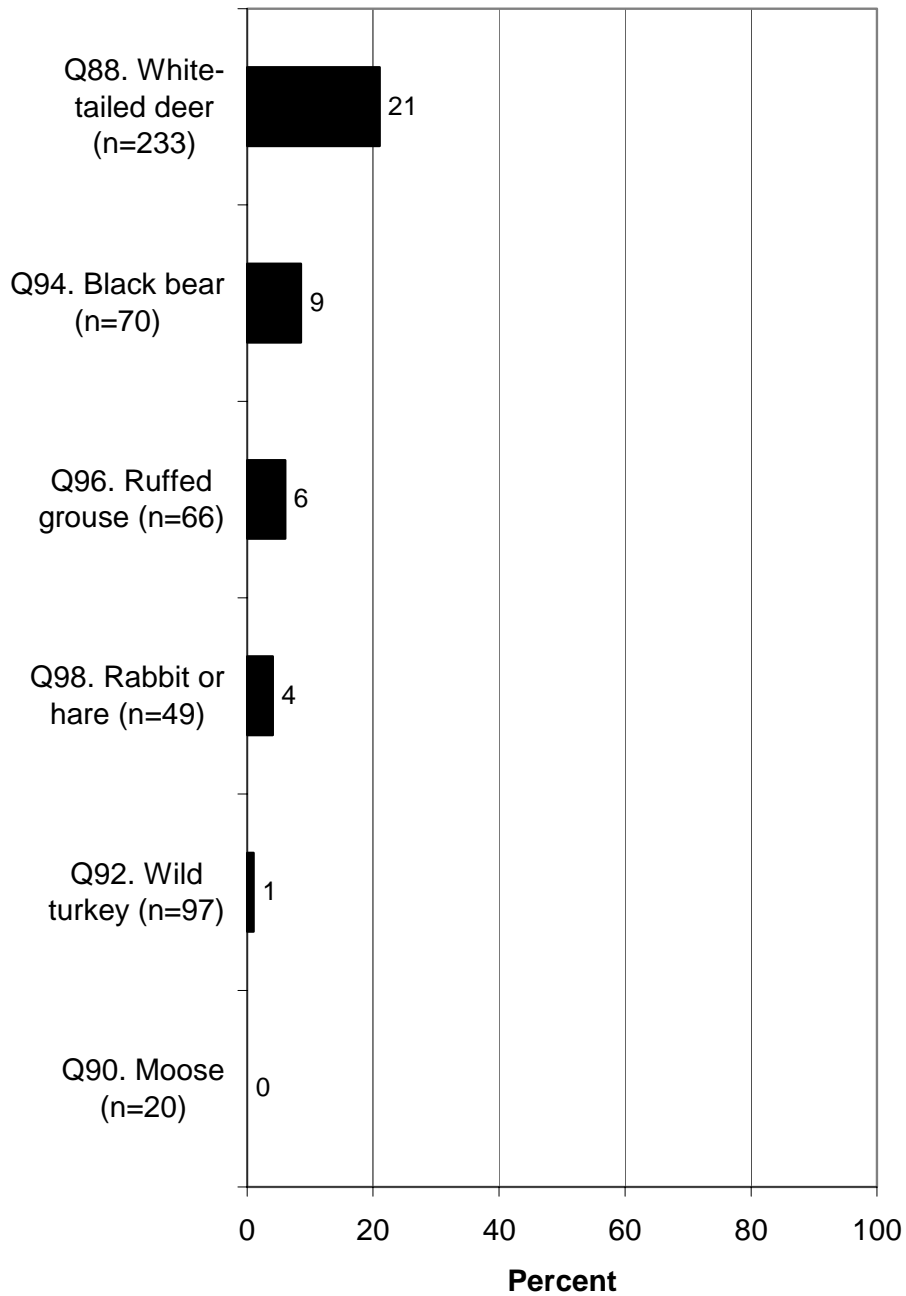 Q88. White-
tailed deer
(n=233)
21
Q94. Black bear
(n=70)
9
Q96. Ruffed
grouse (n=66)
6
Q98. Rabbit or
hare (n=49)
4
Q92. Wild
turkey (n=97)
1
Q90. Moose
(n=20)
0
0 20 40 60 80 100
Percent